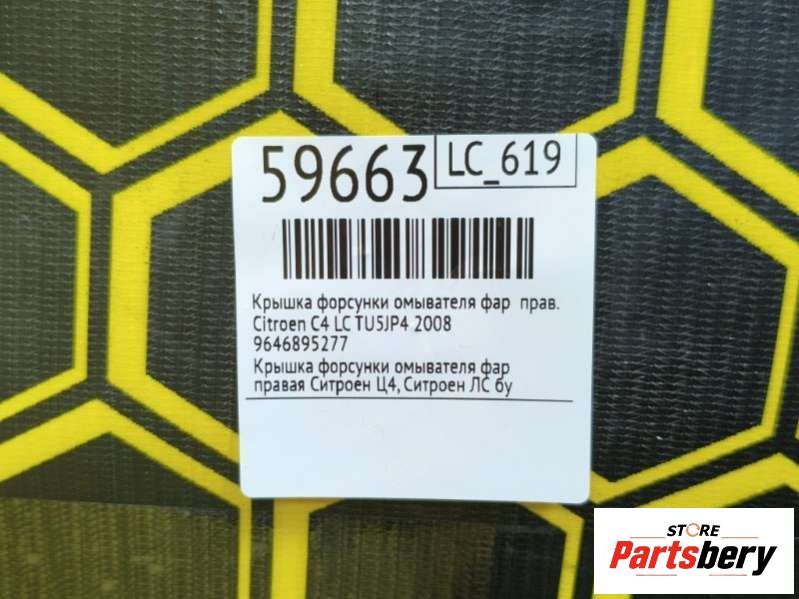 59663
LC_619
Крышка форсунки омывателя фар прав.
Citroen C4 LC TU5JP4 2008
9646895277
Крышка форсунки омывателя фар
правая Ситроен Ц4, Ситроен ЛС бу
STORE
Partsbery